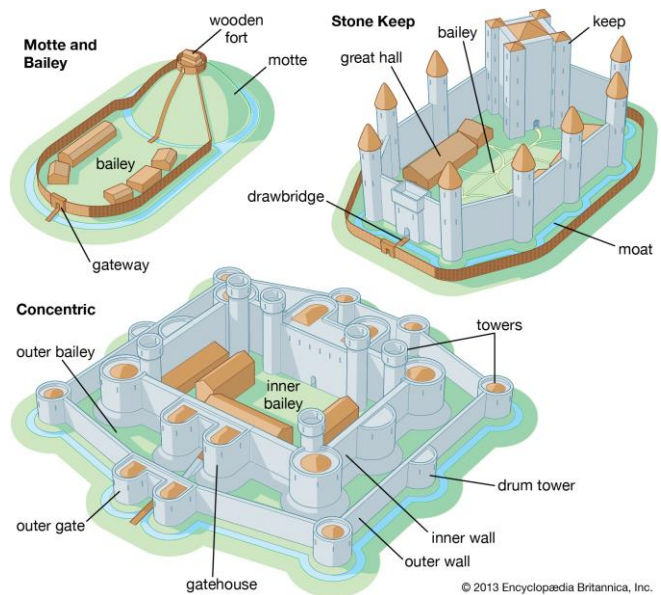 Motte and
Bailey
wooden
fort
motte
bailey
gateway
Stone Keep
bailey
keep
great hall
drawbridge
moat
Concentric
outer bailey
inner
bailey
towers
drum tower
inner wall
outer wall
outer gate
gatehouse
© 2013 Encyclopædia Britannica, Inc.